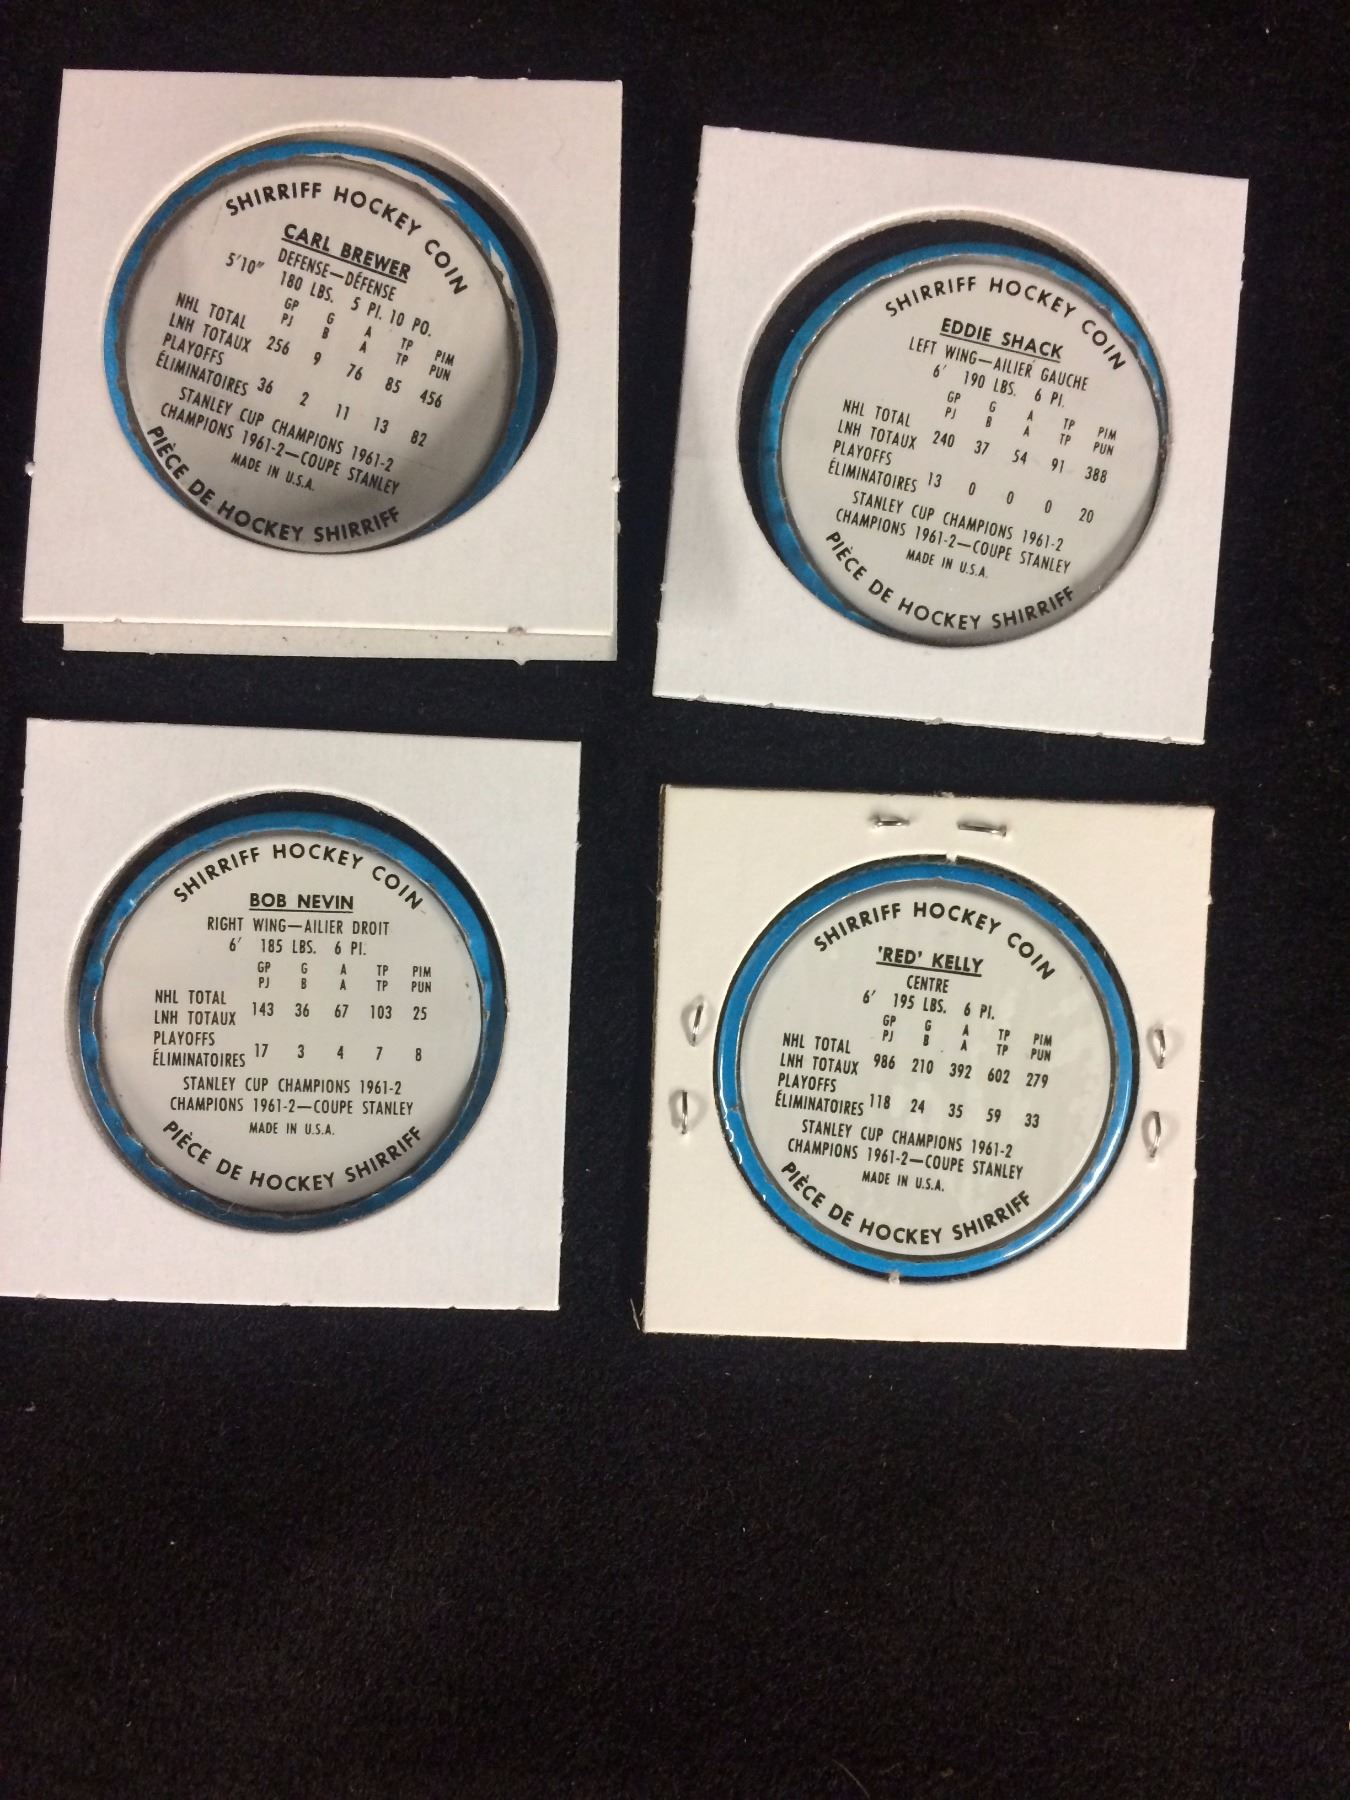 SHIRRIFF HOCKEY COIN
CARL BREWER
DEFENSE—DÉFENSE
5'10" 180 LBS. 5 PI. 10 PO.
GP G A TP PIM
PJ B A TP PUN
NHL TOTAL
LNH TOTAUX 256 9 76 85 456
PLAYOFFS
ÉLIMINATOIRES 36 2 11 13 82
STANLEY CUP CHAMPIONS 1961-2
CHAMPIONS 1961-2—COUPE STANLEY
MADE IN U.S.A.
PIÈCE DE HOCKEY SHIRRIFF
SHIRRIFF HOCKEY COIN
EDDIE SHACK
LEFT WING—AILIER GAUCHE
6' 190 LBS. 6 PI.
GP G A TP PIM
PJ B A TP PUN
NHL TOTAL
LNH TOTAUX 240 37 54 91 388
PLAYOFFS
ÉLIMINATOIRES 13 0 0 0 20
STANLEY CUP CHAMPIONS 1961-2
CHAMPIONS 1961-2—COUPE STANLEY
MADE IN U.S.A.
PIÈCE DE HOCKEY SHIRRIFF
SHIRRIFF HOCKEY COIN
BOB NEVIN
RIGHT WING—AILIER DROIT
6' 185 LBS. 6 PI.
GP G A TP PIM
PJ B A TP PUN
NHL TOTAL
LNH TOTAUX 143 36 67 103 25
PLAYOFFS
ÉLIMINATOIRES 17 3 4 7 8
STANLEY CUP CHAMPIONS 1961-2
CHAMPIONS 1961-2—COUPE STANLEY
MADE IN U.S.A.
PIÈCE DE HOCKEY SHIRRIFF
SHIRRIFF HOCKEY COIN
'RED' KELLY
CENTRE
6' 195 LBS. 6 PI.
GP G A TP PIM
PJ B A TP PUN
NHL TOTAL
LNH TOTAUX 986 210 392 602 279
PLAYOFFS
ÉLIMINATOIRES 118 24 35 59 33
STANLEY CUP CHAMPIONS 1961-2
CHAMPIONS 1961-2—COUPE STANLEY
MADE IN U.S.A.
PIÈCE DE HOCKEY SHIRRIFF